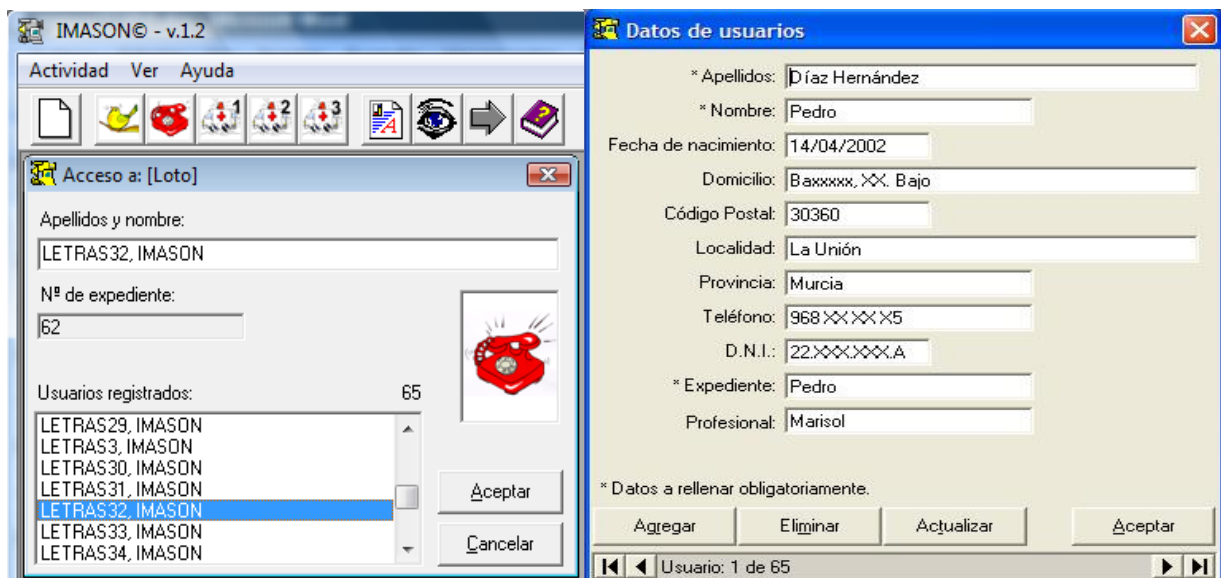 IMASON© - v.1.2
Actividad Ver Ayuda
1 2 3
A
Acceso a: [Loto]
Apellidos y nombre:
LETRAS32, IMASON
Nº de expediente:
62
Usuarios registrados: 65
LETRAS29, IMASON
LETRAS3, IMASON
LETRAS30, IMASON
LETRAS31, IMASON
LETRAS32, IMASON
LETRAS33, IMASON
LETRAS34, IMASON
Aceptar
Cancelar
Datos de usuarios
* Apellidos: Díaz Hernández
* Nombre: Pedro
Fecha de nacimiento: 14/04/2002
Domicilio: Baxxxxx, XX. Bajo
Código Postal: 30360
Localidad: La Unión
Provincia: Murcia
Teléfono: 968 XX XX X5
D.N.I.: 22.XXX.XXX.A
* Expediente: Pedro
Profesional: Marisol
* Datos a rellenar obligatoriamente.
Agregar Eliminar Actualizar Aceptar
Usuario: 1 de 65